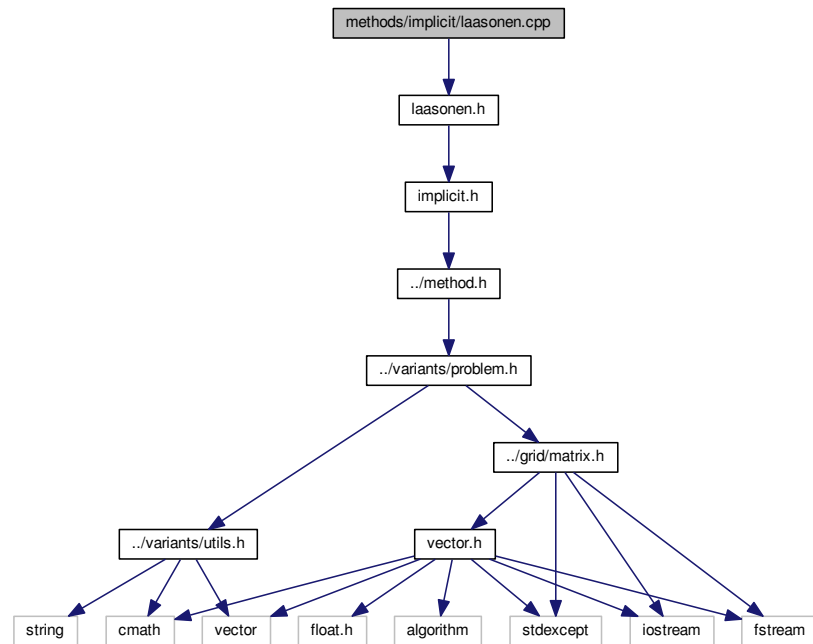 methods/implicit/laasonen.cpp
laasonen.h
implicit.h
../method.h
../variants/problem.h
../grid/matrix.h
../variants/utils.h
vector.h
string
cmath
vector
float.h
algorithm
stdexcept
iostream
fstream